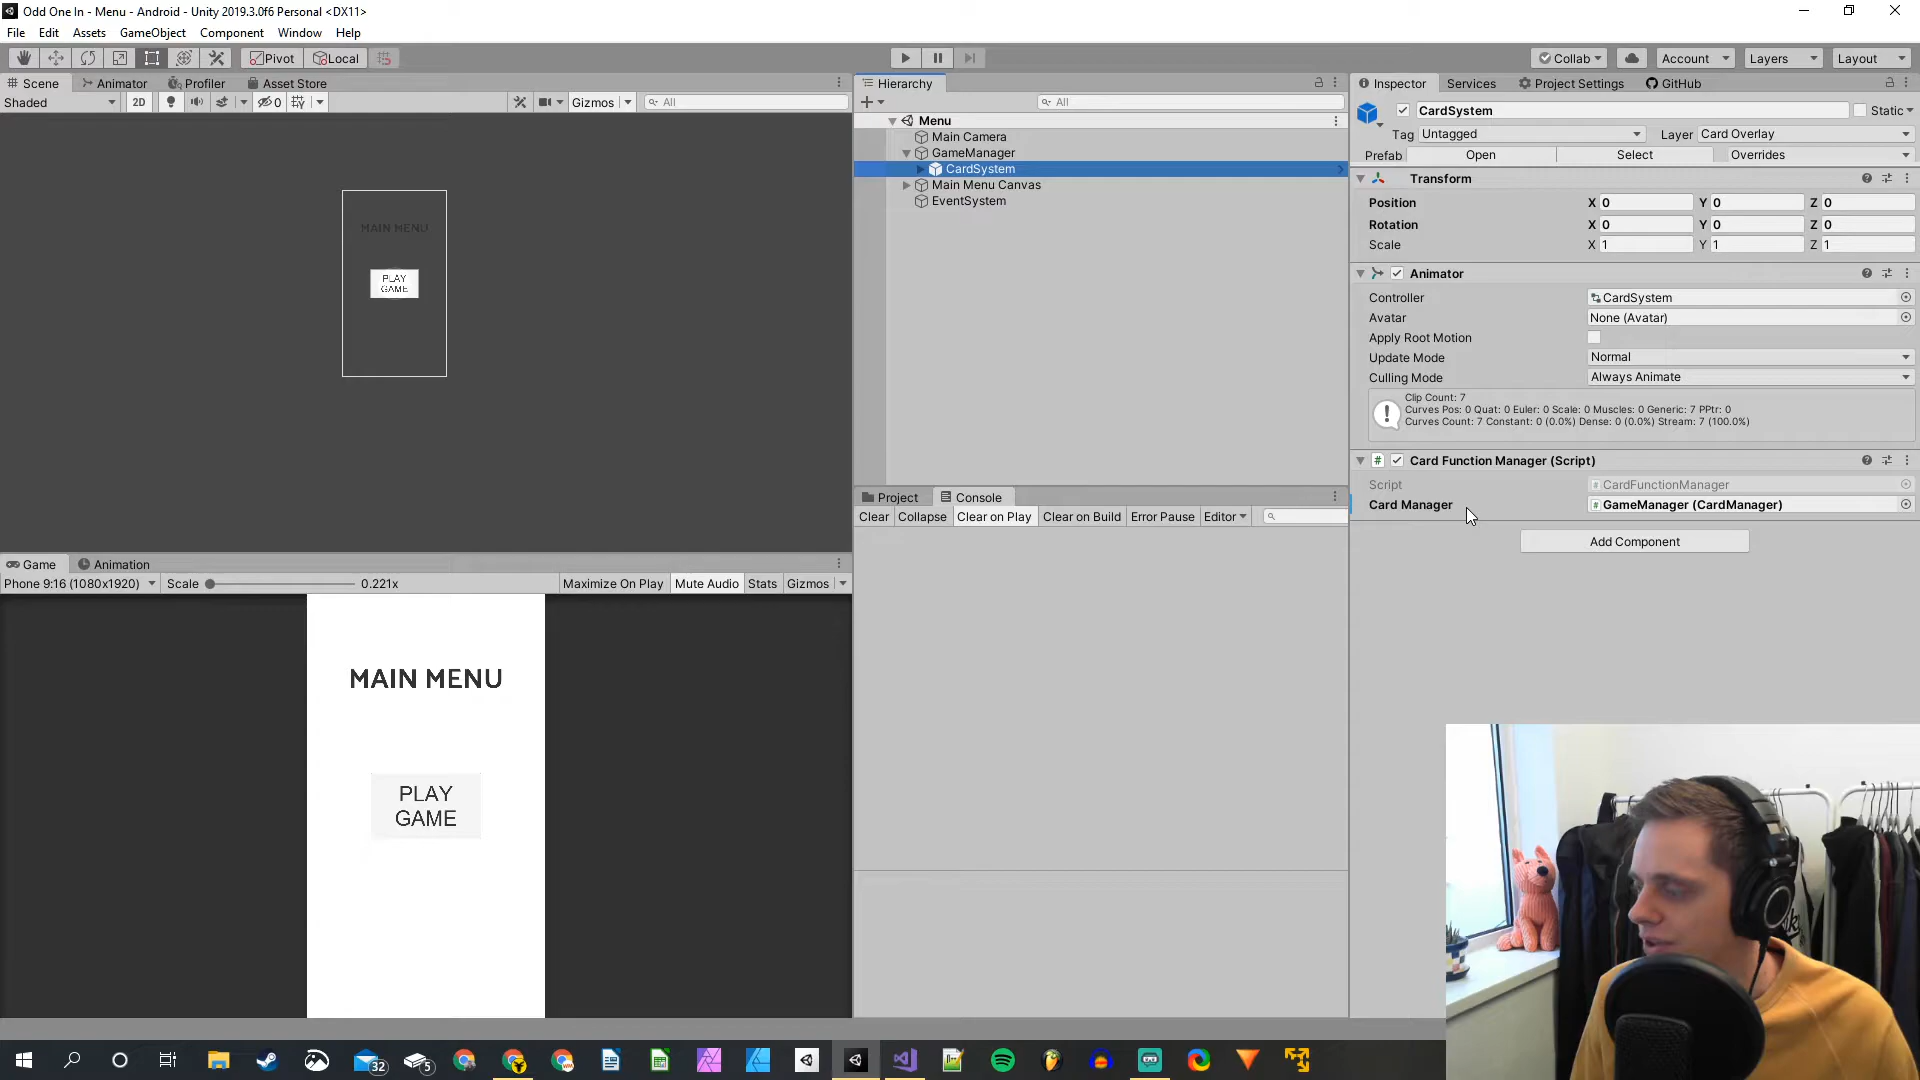 Odd One In - Menu - Android - Unity 2019.3.0f6 Personal <DX11>
File Edit Assets GameObject Component Window Help
Pivot Local Collab Account Layers Layout
Scene Animator Profiler Asset Store
Shaded 2D 0 Gizmos All
MAIN MENU
PLAY
GAME
Hierarchy
All
Menu
Main Camera
GameManager
CardSystem
Main Menu Canvas
EventSystem
Inspector Services Project Settings GitHub
CardSystem Static
Tag Untagged Layer Card Overlay
Prefab Open Select Overrides
Transform
Position X 0 Y 0 Z 0
Rotation X 0 Y 0 Z 0
Scale X 1 Y 1 Z 1
Animator
Controller CardSystem
Avatar None (Avatar)
Apply Root Motion
Update Mode Normal
Culling Mode Always Animate
Clip Count: 7
Curves Pos: 0 Quat: 0 Euler: 0 Scale: 0 Muscles: 0 Generic: 7 PPtr: 0
Curves Count: 7 Constant: 0 (0.0%) Dense: 0 (0.0%) Stream: 7 (100.0%)
Card Function Manager (Script)
Script CardFunctionManager
Card Manager GameManager (CardManager)
Add Component
Project Console
Clear Collapse Clear on Play Clear on Build Error Pause Editor
Game Animation
Phone 9:16 (1080x1920) Scale 0.221x Maximize On Play Mute Audio Stats Gizmos
MAIN MENU
PLAY
GAME
32 5